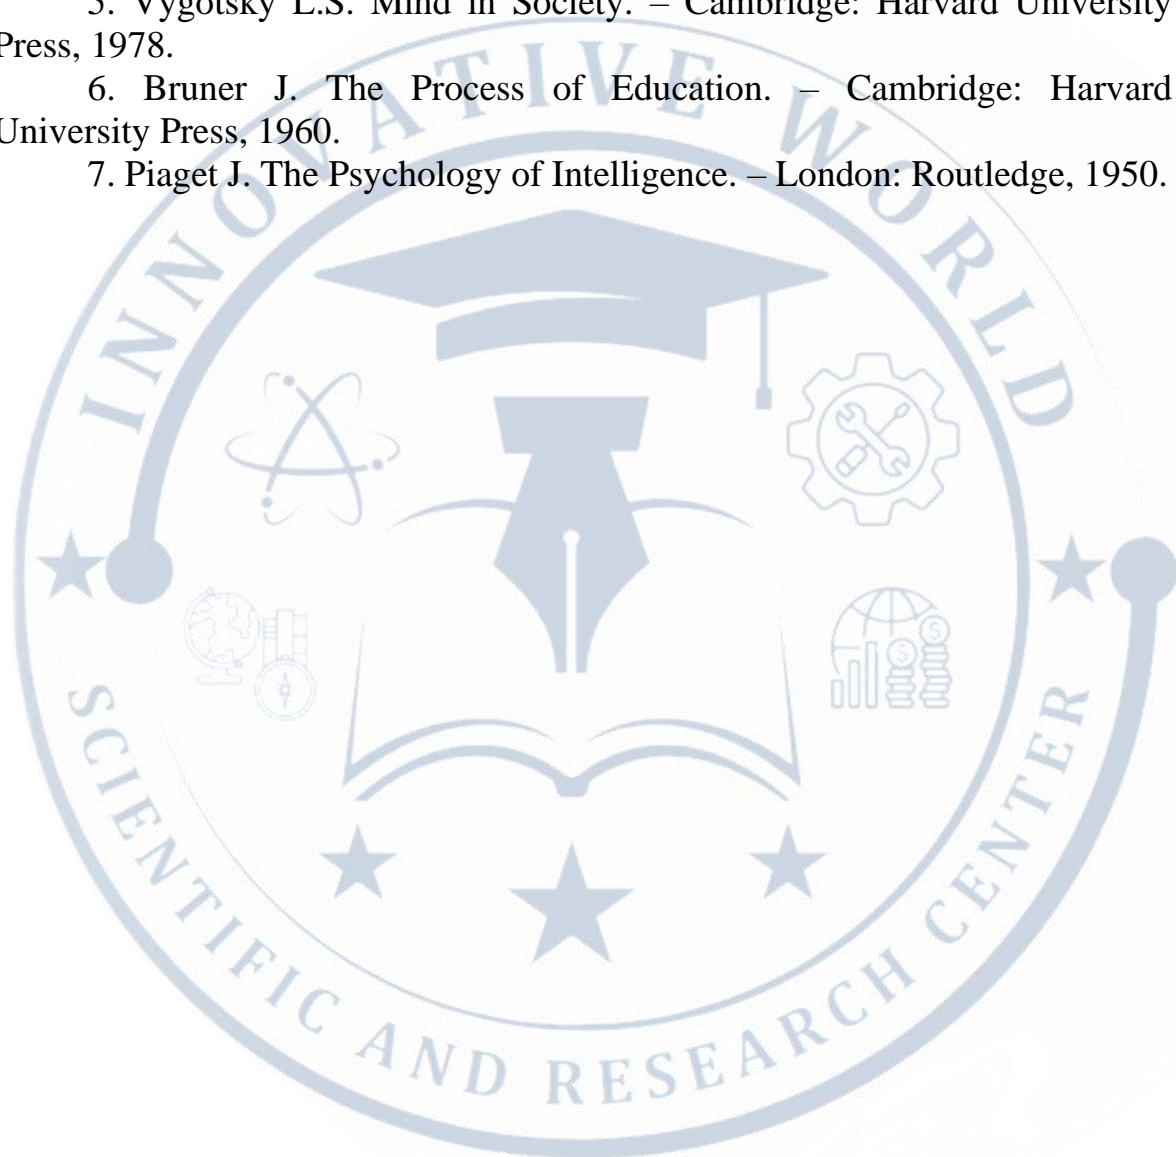 5. Vygotsky L.S. Mind in Society. – Cambridge: Harvard University
Press, 1978.
6. Bruner J. The Process of Education. – Cambridge: Harvard
University Press, 1960.
7. Piaget J. The Psychology of Intelligence. – London: Routledge, 1950.
INNOVATIVE WORLD
SCIENTIFIC AND RESEARCH CENTER